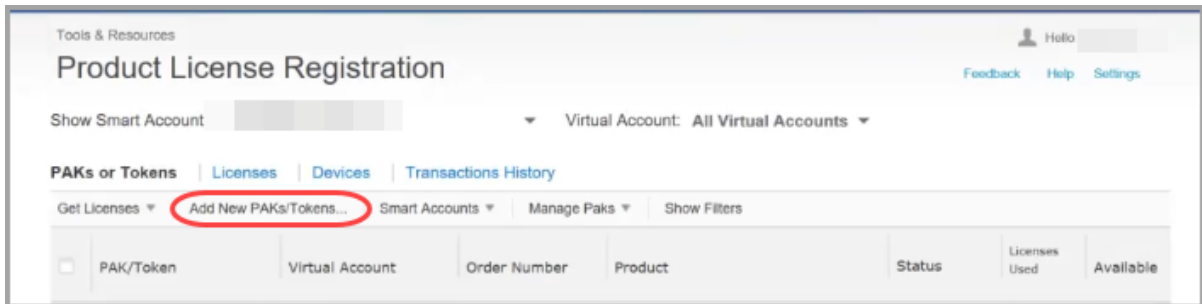 Tools & Resources
Hello
Product License Registration
Feedback Help Settings
Show Smart Account Virtual Account: All Virtual Accounts
PAKs or Tokens Licenses Devices Transactions History
Get Licenses Add New PAKs/Tokens... Smart Accounts Manage Paks Show Filters
PAK/Token Virtual Account Order Number Product Status Licenses Used Available